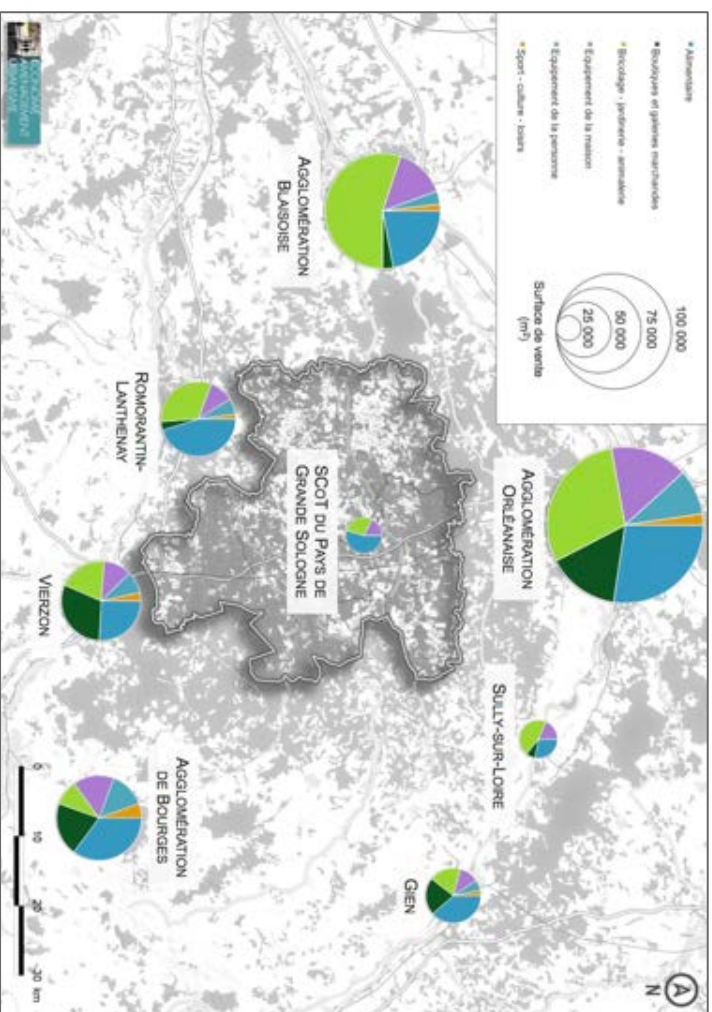 Alimentaire
Boutiques et galeries marchandes
Bricolage - jardinerie - animalerie
Equipement de la maison
Equipement de la personne
Sport - culture - loisirs
100 000
75 000
50 000
25 000
Surface de vente
(m²)
AGGLOMÉRATION
ORLÉANAISE
SULLY-SUR-LOIRE
GIEN
AGGLOMÉRATION
BLAISOISE
SCOT DU PAYS DE
GRANDE SOLOGNE
ROMORANTIN-
LANTHENAY
VIERZON
AGGLOMÉRATION
DE BOURGES
0 10 20 30 km
A
N